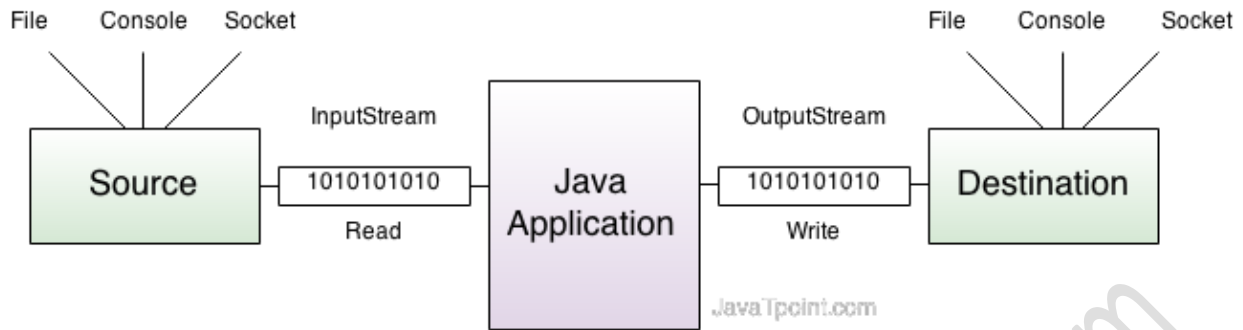 File Console Socket
File Console Socket
InputStream
OutputStream
Source
1010101010
Java
Application
1010101010
Destination
Read
Write
JavaTpoint.com